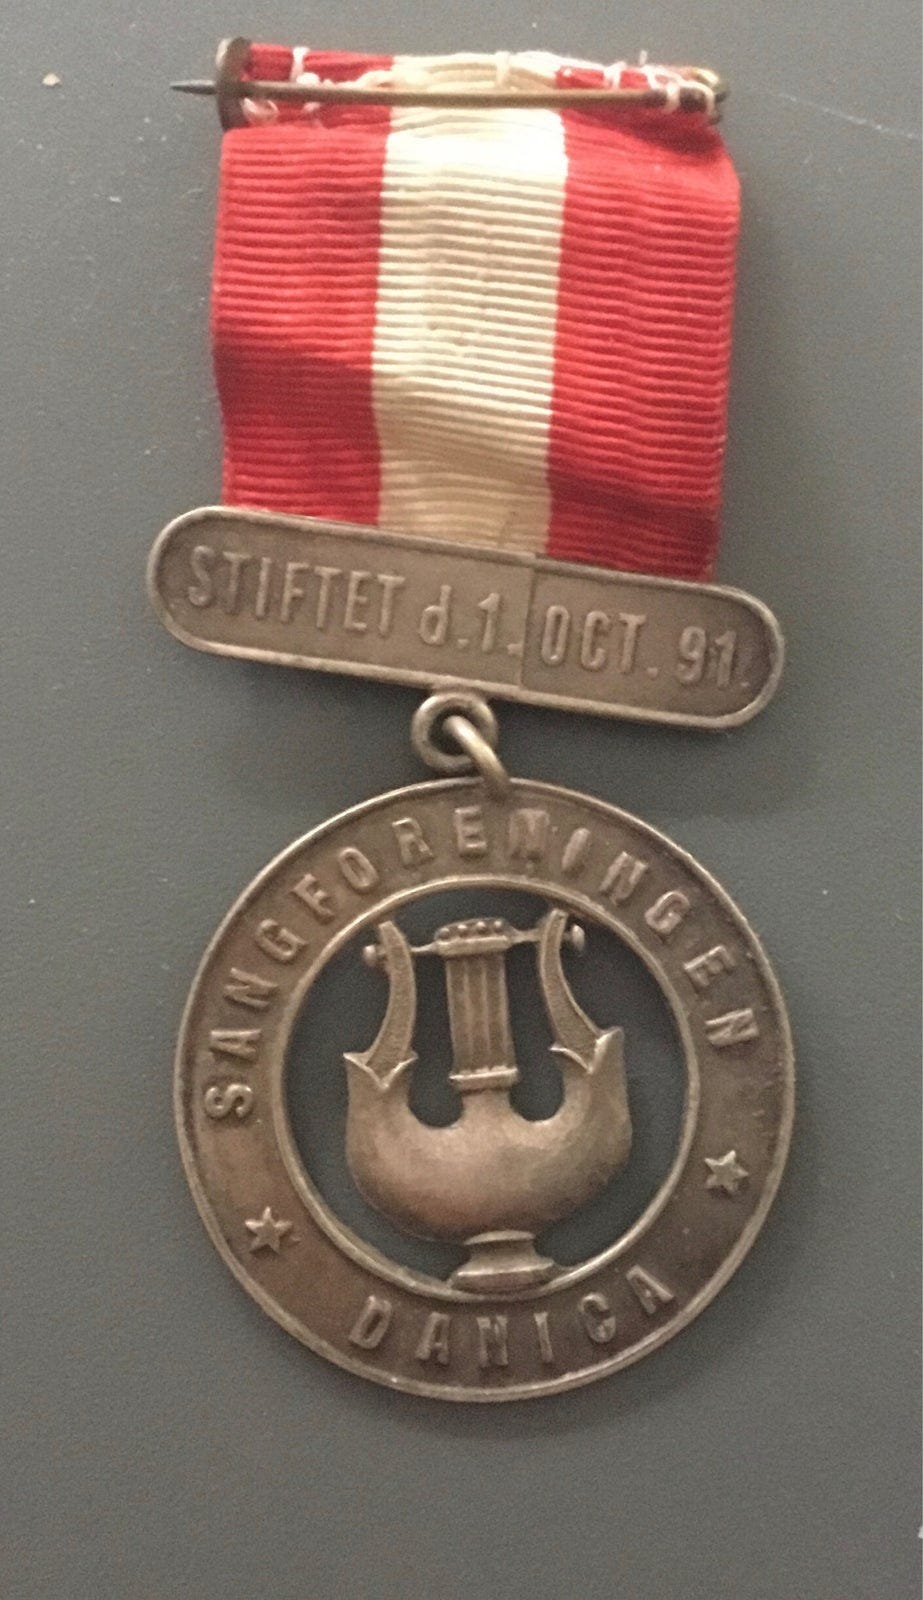 STIFTET d.1. OCT. 91.
SANGFORENINGEN
DANICA